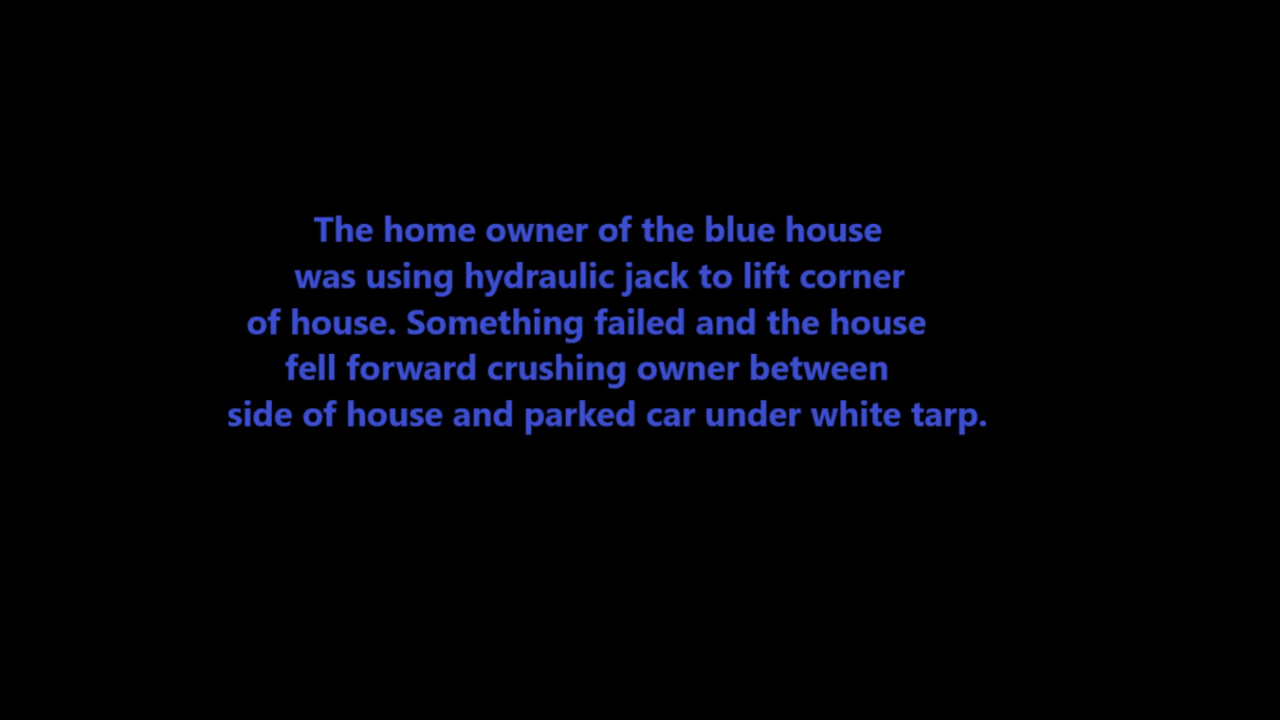 The home owner of the blue house
was using hydraulic jack to lift corner
of house. Something failed and the house
fell forward crushing owner between
side of house and parked car under white tarp.